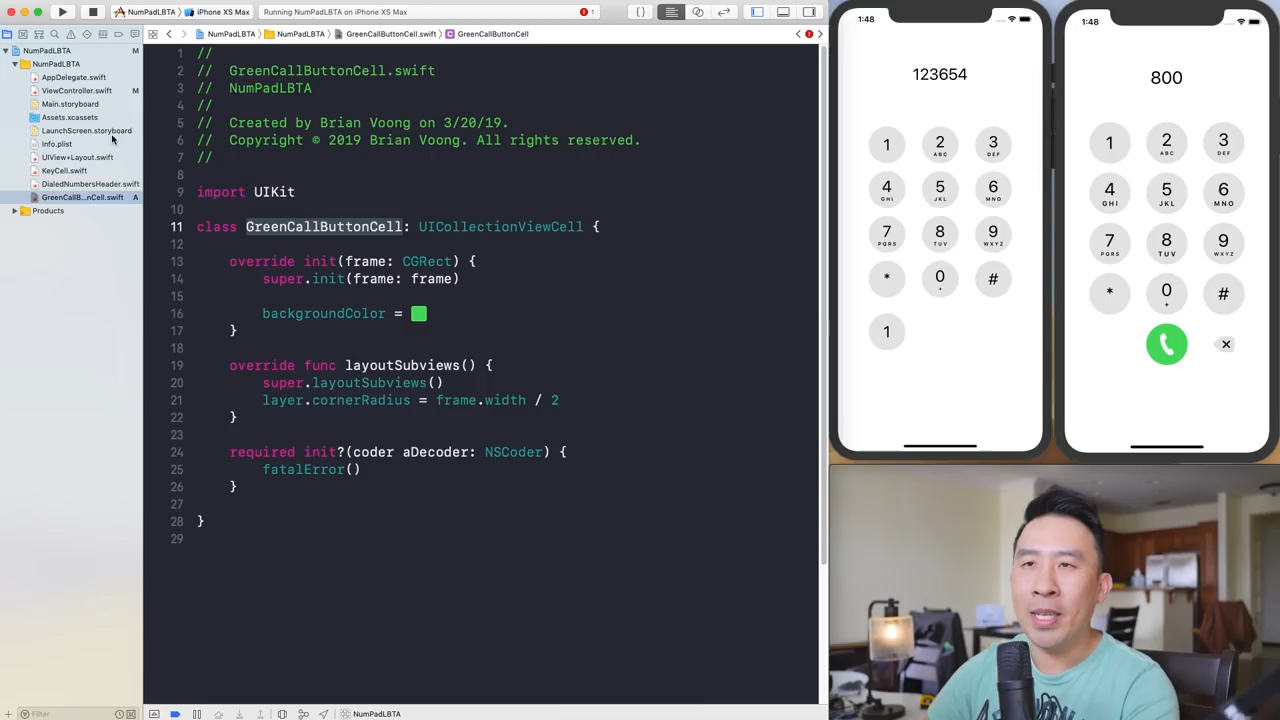 NumPadLBTA
iPhone XS Max
Running NumPadLBTA on iPhone XS Max
1
{ }
NumPadLBTA
NumPadLBTA
GreenCallButtonCell.swift
GreenCallButtonCell
NumPadLBTA M
NumPadLBTA
AppDelegate.swift
ViewController.swift M
Main.storyboard
Assets.xcassets
LaunchScreen.storyboard
Info.plist
UIView+Layout.swift
KeyCell.swift
DialedNumbersHeader.swift
GreenCallB...nCell.swift A
Products
Filter
1 //
2 // GreenCallButtonCell.swift
3 // NumPadLBTA
4 //
5 // Created by Brian Voong on 3/20/19.
6 // Copyright © 2019 Brian Voong. All rights reserved.
7 //
8
9 import UIKit
10
11 class GreenCallButtonCell: UICollectionViewCell {
12
13 override init(frame: CGRect) {
14 super.init(frame: frame)
15
16 backgroundColor =
17 }
18
19 override func layoutSubviews() {
20 super.layoutSubviews()
21 layer.cornerRadius = frame.width / 2
22 }
23
24 required init?(coder aDecoder: NSCoder) {
25 fatalError()
26 }
27
28 }
29
NumPadLBTA
1:48
123654
1 2 3
ABC DEF
4 5 6
GHI JKL MNO
7 8 9
PQRS TUV WXYZ
* 0 #
+
1
1:48
800
1 2 3
ABC DEF
4 5 6
GHI JKL MNO
7 8 9
PQRS TUV WXYZ
* 0 #
+